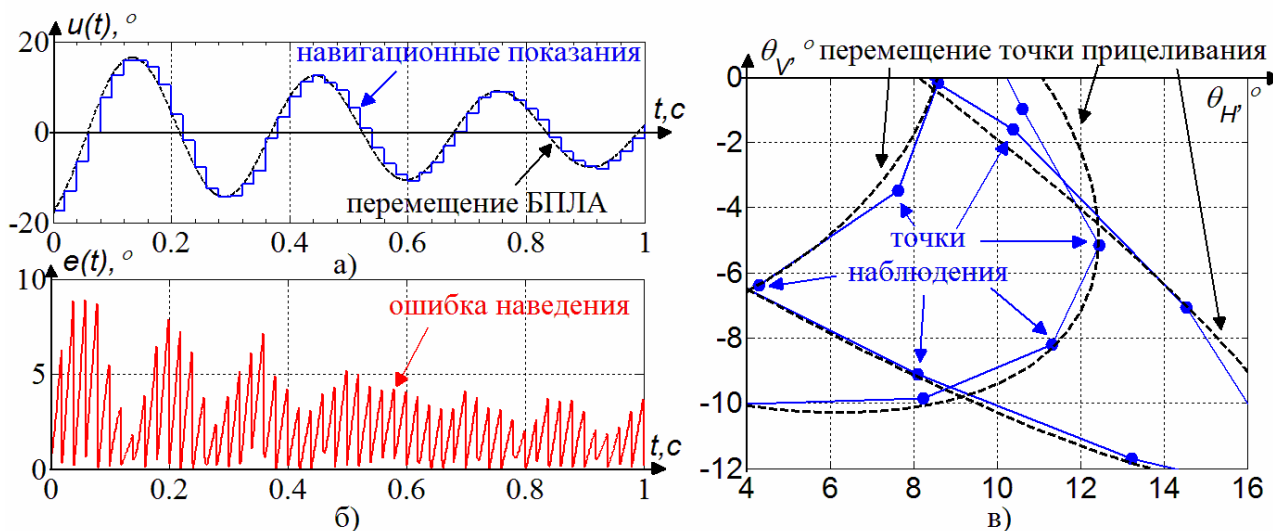 u(t), °
20
навигационные показания
t,c
0
перемещение БПЛА
-20
0 0.2 0.4 0.6 0.8 1
а)
e(t), °
10
ошибка наведения
5
t,c
0
0 0.2 0.4 0.6 0.8 1
б)
θV, ° перемещение точки прицеливания
0
θH, °
-2
-4
точки
наблюдения
-6
-8
-10
-12
4 6 8 10 12 14 16
в)